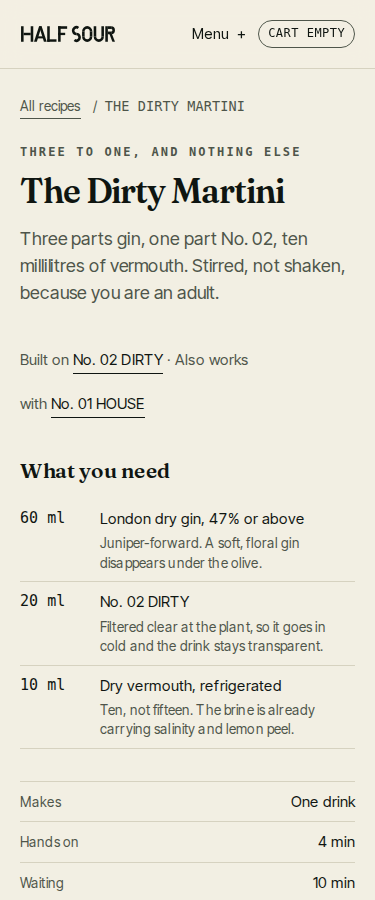 HALF SOUR
Menu +
CART EMPTY
All recipes / THE DIRTY MARTINI
THREE TO ONE, AND NOTHING ELSE
The Dirty Martini
Three parts gin, one part No. 02, ten
millilitres of vermouth. Stirred, not shaken,
because you are an adult.
Built on No. 02 DIRTY · Also works
with No. 01 HOUSE
What you need
60 ml London dry gin, 47% or above
Juniper-forward. A soft, floral gin
disappears under the olive.
20 ml No. 02 DIRTY
Filtered clear at the plant, so it goes in
cold and the drink stays transparent.
10 ml Dry vermouth, refrigerated
Ten, not fifteen. The brine is already
carrying salinity and lemon peel.
Makes One drink
Hands on 4 min
Waiting 10 min